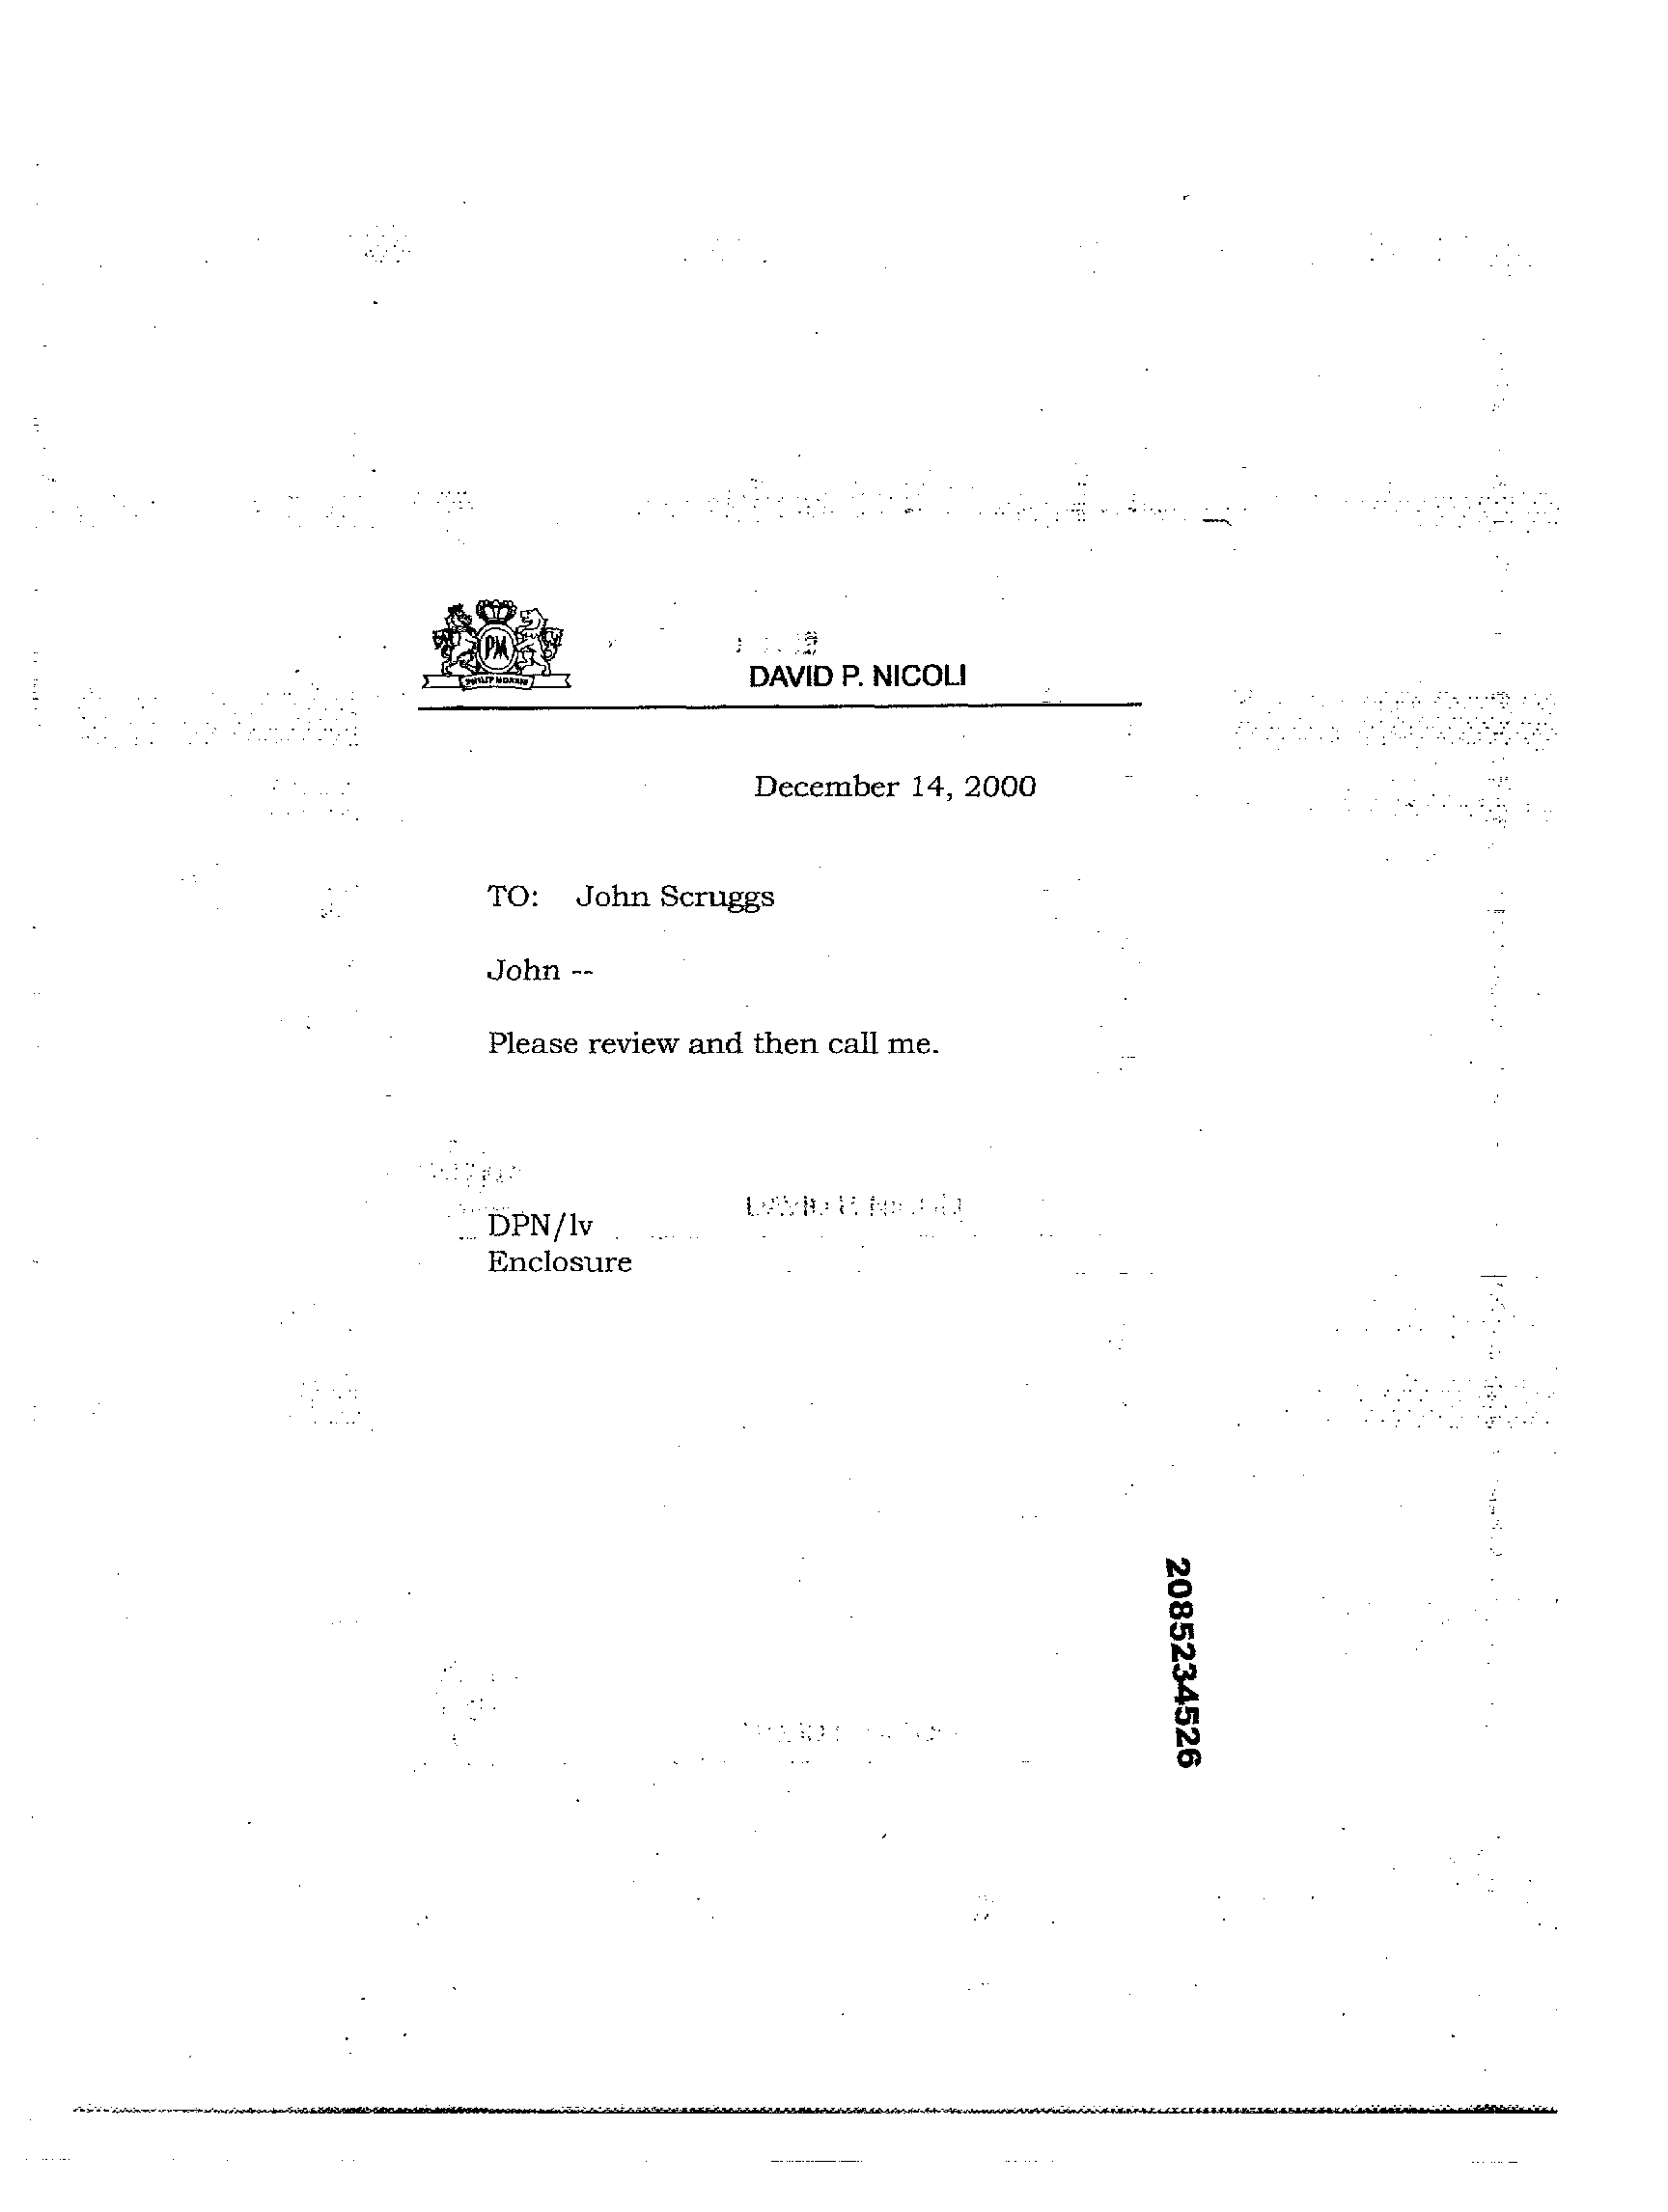 PM
PHILIP MORRIS
DAVID P. NICOLI
December 14, 2000
TO: John Scruggs
John --
Please review and then call me.
DPN/lv
Enclosure
2085234526